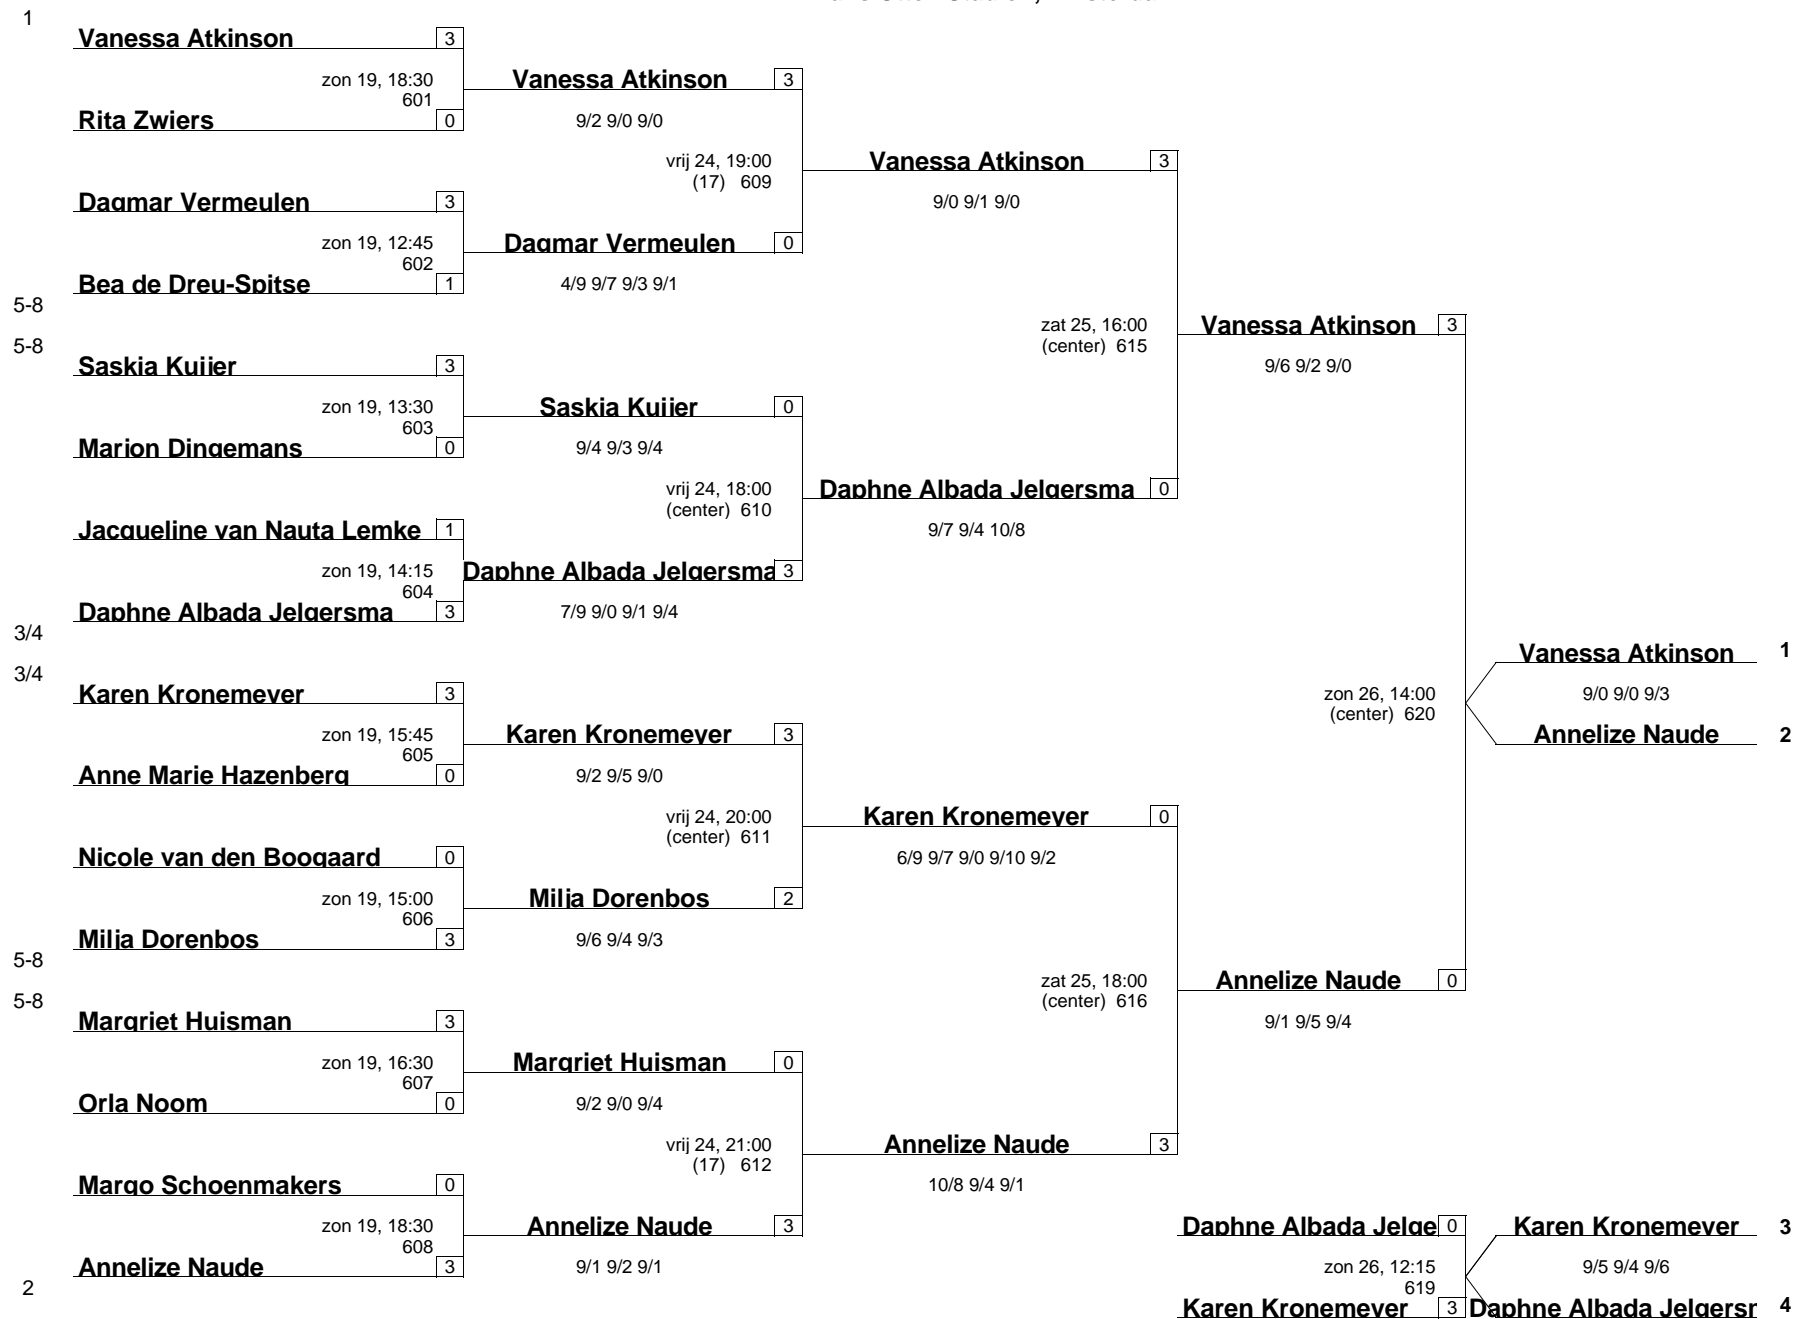 1
Vanessa Atkinson 3
zon 19, 18:30
601
Rita Zwiers 0
Vanessa Atkinson 3
9/2 9/0 9/0
vrij 24, 19:00
(17) 609
Dagmar Vermeulen 3
zon 19, 12:45
602
Bea de Dreu-Spitse 1
5-8
Dagmar Vermeulen 0
4/9 9/7 9/3 9/1
Vanessa Atkinson 3
9/0 9/1 9/0
zat 25, 16:00
(center) 615
5-8
Saskia Kuijer 3
zon 19, 13:30
603
Marion Dingemans 0
Saskia Kuijer 0
9/4 9/3 9/4
vrij 24, 18:00
(center) 610
Jacqueline van Nauta Lemke 1
zon 19, 14:15
604
Daphne Albada Jelgersma 3
3/4
Daphne Albada Jelgersma 3
7/9 9/0 9/1 9/4
Daphne Albada Jelgersma 0
9/7 9/4 10/8
Vanessa Atkinson 3
9/6 9/2 9/0
zon 26, 14:00
(center) 620
Vanessa Atkinson 1
9/0 9/0 9/3
Annelize Naude 2
3/4
Karen Kronemeyer 3
zon 19, 15:45
605
Anne Marie Hazenberg 0
Karen Kronemeyer 3
9/2 9/5 9/0
vrij 24, 20:00
(center) 611
Nicole van den Boogaard 0
zon 19, 15:00
606
Milja Dorenbos 3
5-8
Milja Dorenbos 2
9/6 9/4 9/3
Karen Kronemeyer 0
6/9 9/7 9/0 9/10 9/2
zat 25, 18:00
(center) 616
5-8
Margriet Huisman 3
zon 19, 16:30
607
Orla Noom 0
Margriet Huisman 0
9/2 9/0 9/4
vrij 24, 21:00
(17) 612
Margo Schoenmakers 0
zon 19, 18:30
608
Annelize Naude 3
2
Annelize Naude 3
9/1 9/2 9/1
Annelize Naude 3
10/8 9/4 9/1
Annelize Naude 0
9/1 9/5 9/4
Daphne Albada Jelge 0
zon 26, 12:15
619
Karen Kronemeyer 3
Karen Kronemeyer 3
9/5 9/4 9/6
Daphne Albada Jelgersr 4